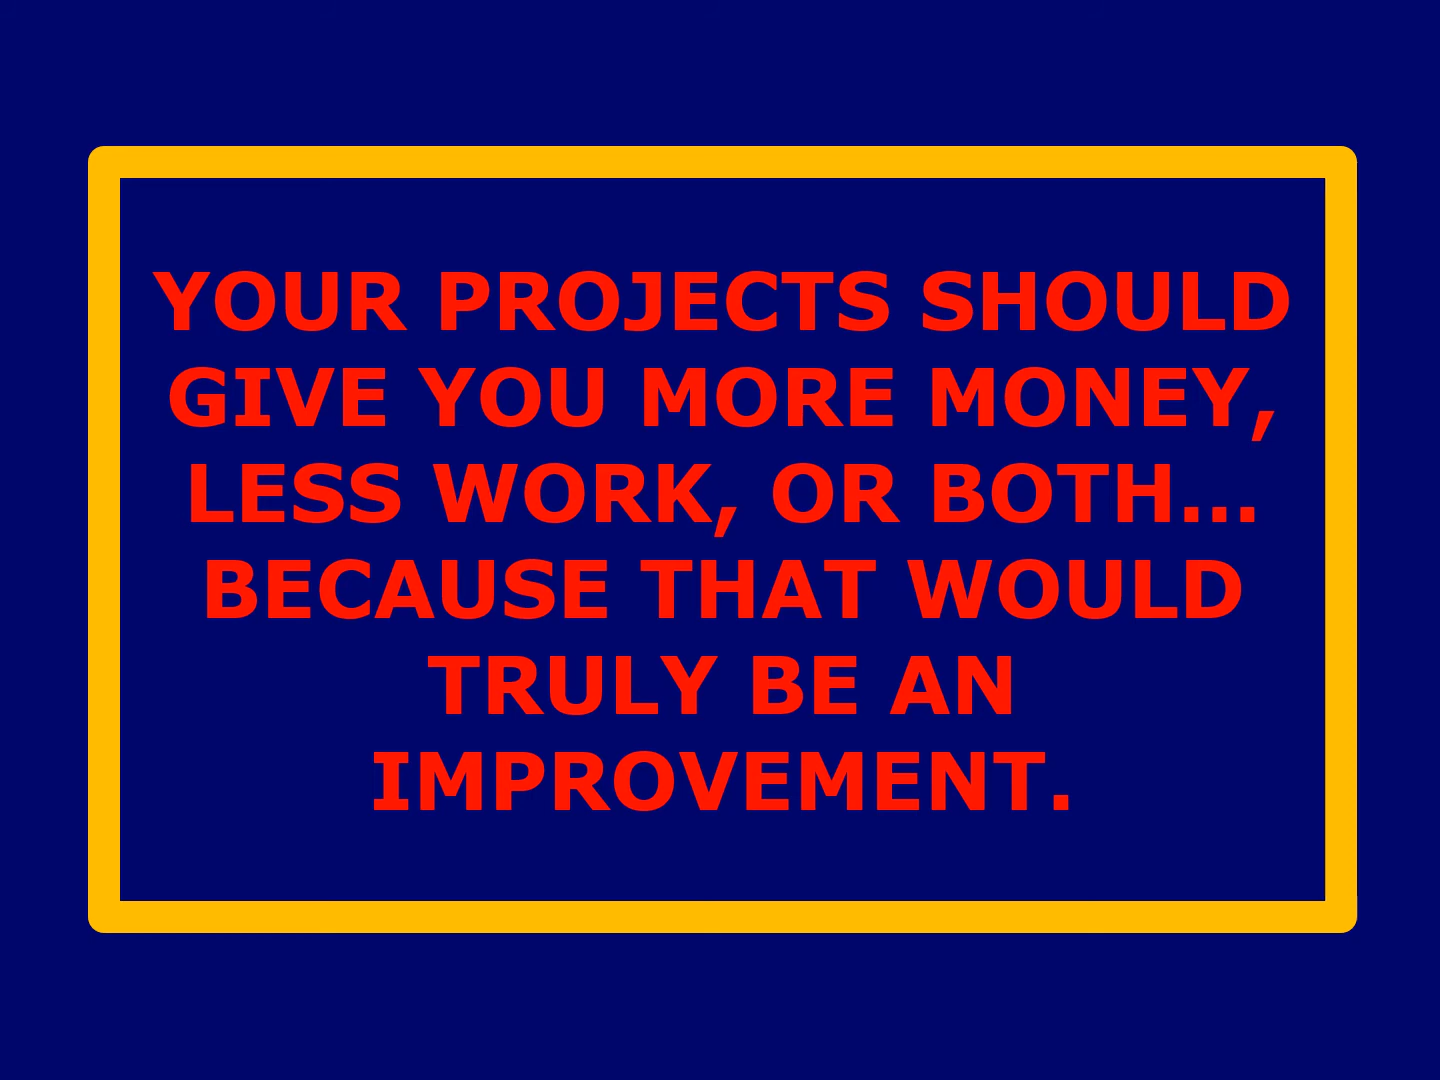 YOUR PROJECTS SHOULD
GIVE YOU MORE MONEY,
LESS WORK, OR BOTH...
BECAUSE THAT WOULD
TRULY BE AN
IMPROVEMENT.